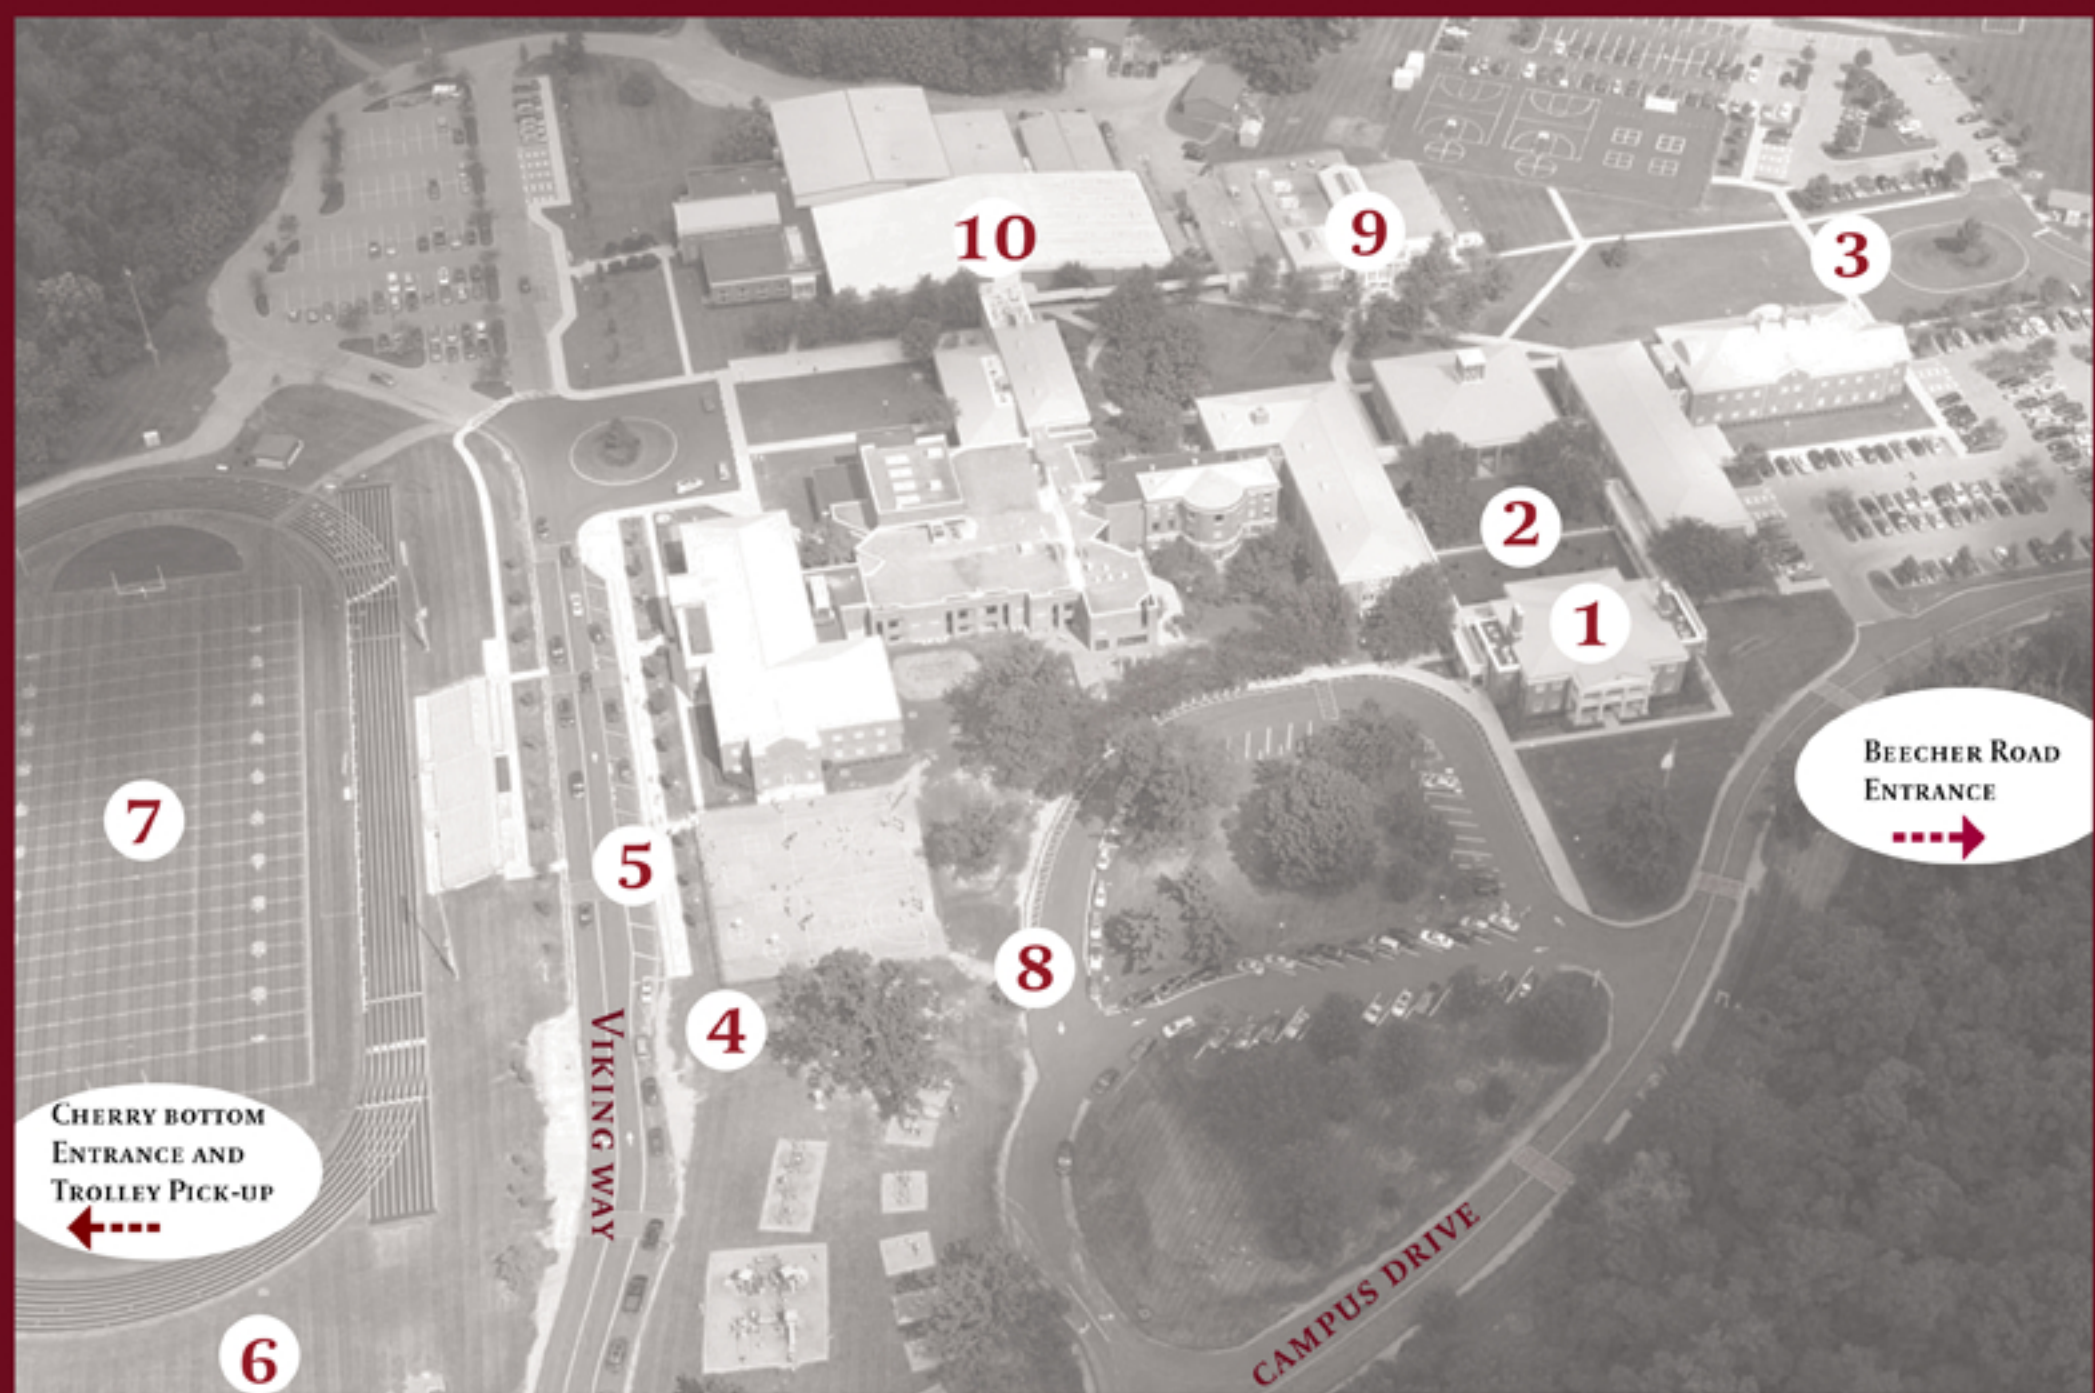 10
9
3
2
1
BEECHER ROAD
ENTRANCE
7
5
8
4
VIKING WAY
CHERRY BOTTOM
ENTRANCE AND
TROLLEY PICK-UP
CAMPUS DRIVE
6